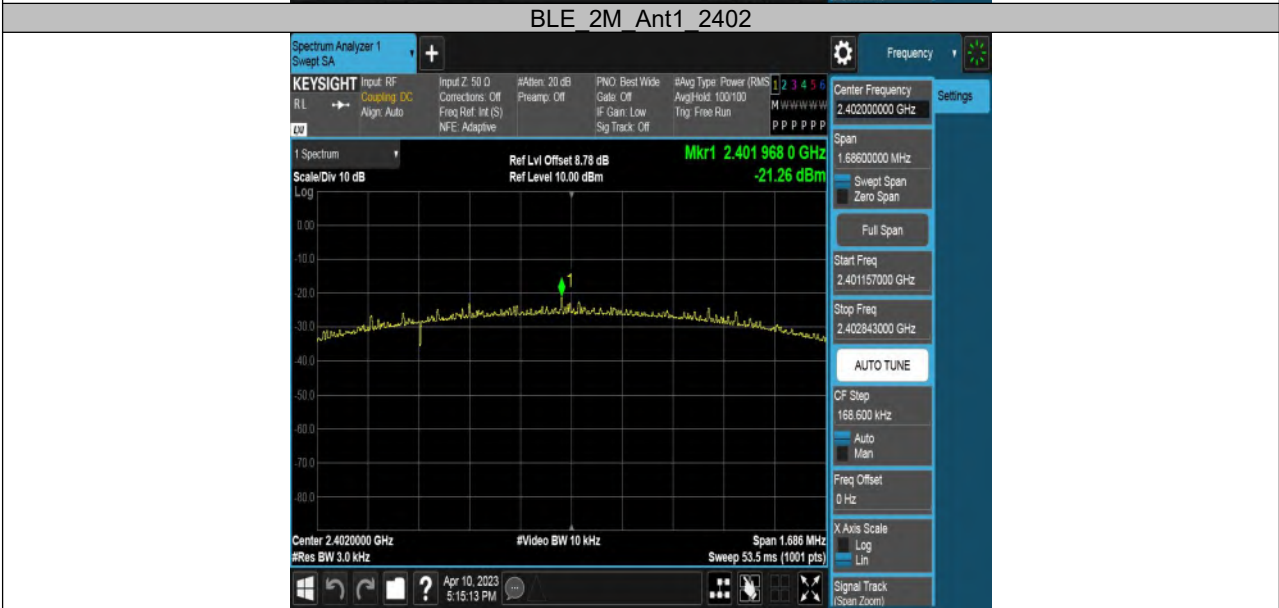 BLE_2M_Ant1_2402
Spectrum Analyzer 1
Swept SA
+
Frequency
KEYSIGHT
RL
Input: RF
Coupling: DC
Align: Auto
Input Z: 50 Ω
Corrections: Off
Freq Ref: Int (S)
NFE: Adaptive
#Atten: 20 dB
Preamp: Off
PNO: Best Wide
Gate: Off
IF Gain: Low
Sig Track: Off
#Avg Type: Power (RMS
Avg|Hold: 100/100
Trig: Free Run
1 2 3 4 5 6
M W W W W W
P P P P P P
1 Spectrum
Scale/Div 10 dB
Log
Ref Lvl Offset 8.78 dB
Ref Level 10.00 dBm
Mkr1 2.401 968 0 GHz
-21.26 dBm
0.00
-10.0
-20.0
-30.0
-40.0
-50.0
-60.0
-70.0
-80.0
1
Center 2.4020000 GHz
#Res BW 3.0 kHz
#Video BW 10 kHz
Span 1.686 MHz
Sweep 53.5 ms (1001 pts)
Center Frequency
2.402000000 GHz
Settings
Span
1.68600000 MHz
Swept Span
Zero Span
Full Span
Start Freq
2.401157000 GHz
Stop Freq
2.402843000 GHz
AUTO TUNE
CF Step
168.600 kHz
Auto
Man
Freq Offset
0 Hz
X Axis Scale
Log
Lin
Signal Track
(Span Zoom)
?
Apr 10, 2023
5:15:13 PM